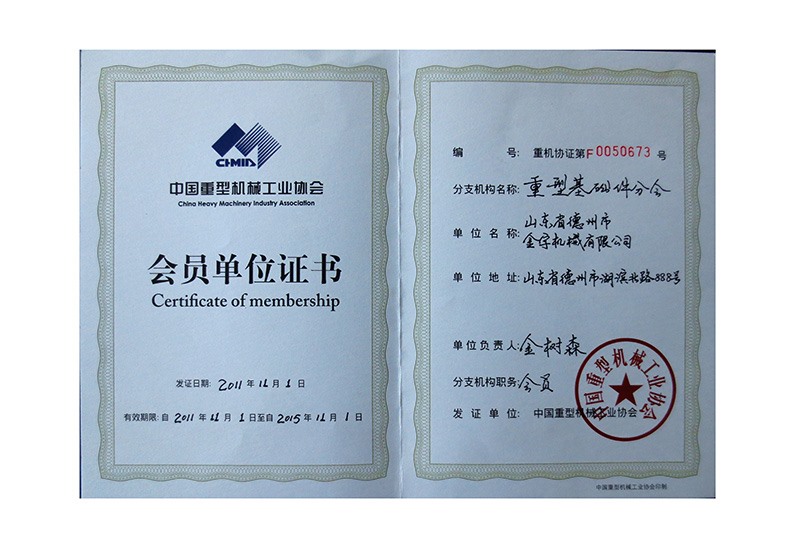 CHMIA
中国重型机械工业协会
China Heavy Machinery Industry Association
会员单位证书
Certificate of membership
发证日期: 2011 年 11 月 1 日
有效期限: 自 2011 年 11 月 1 日至自 2015 年 11 月 1 日
编 号: 重机协证第F0050673 号
分支机构名称: 重型基础件分会
单位名称: 山东省德州市
金宇机械有限公司
单位地址: 山东省德州市湖滨北路888号
单位负责人: 金树森
分支机构职务: 会员
发证单位: 中国重型机械工业协会
中国重型机械工业协会
中国重型机械工业协会印制